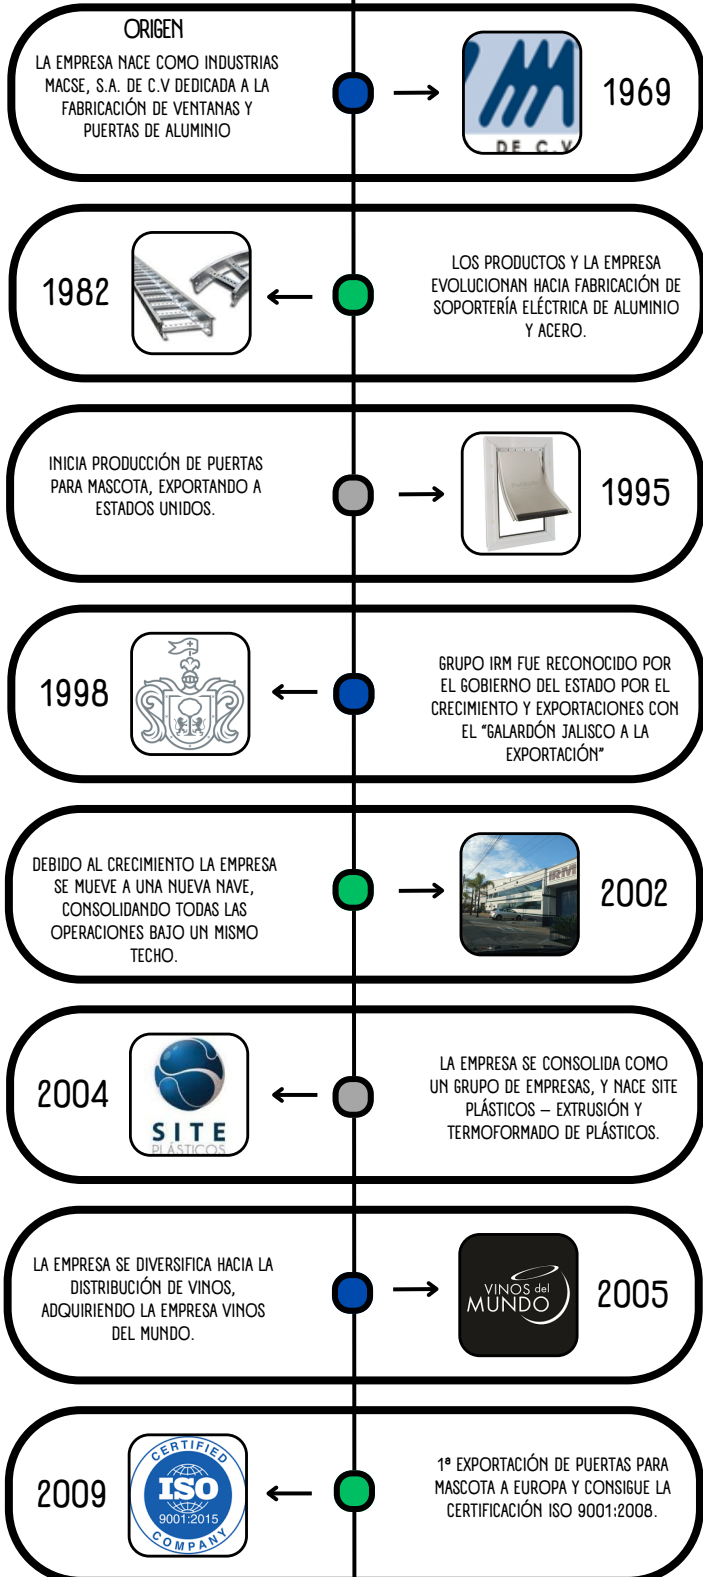 ORIGEN
LA EMPRESA NACE COMO INDUSTRIAS
MACSE, S.A. DE C.V DEDICADA A LA
FABRICACIÓN DE VENTANAS Y
PUERTAS DE ALUMINIO
DE C.V
1969
1982
LOS PRODUCTOS Y LA EMPRESA
EVOLUCIONAN HACIA FABRICACIÓN DE
SOPORTERÍA ELÉCTRICA DE ALUMINIO
Y ACERO.
INICIA PRODUCCIÓN DE PUERTAS
PARA MASCOTA, EXPORTANDO A
ESTADOS UNIDOS.
1995
1998
GRUPO IRM FUE RECONOCIDO POR
EL GOBIERNO DEL ESTADO POR EL
CRECIMIENTO Y EXPORTACIONES CON
EL "GALARDÓN JALISCO A LA
EXPORTACIÓN"
DEBIDO AL CRECIMIENTO LA EMPRESA
SE MUEVE A UNA NUEVA NAVE,
CONSOLIDANDO TODAS LAS
OPERACIONES BAJO UN MISMO
TECHO.
IRM
2002
2004
SITE
PLÁSTICOS
LA EMPRESA SE CONSOLIDA COMO
UN GRUPO DE EMPRESAS, Y NACE SITE
PLÁSTICOS – EXTRUSIÓN Y
TERMOFORMADO DE PLÁSTICOS.
LA EMPRESA SE DIVERSIFICA HACIA LA
DISTRIBUCIÓN DE VINOS,
ADQUIRIENDO LA EMPRESA VINOS
DEL MUNDO.
VINOS del
MUNDO
2005
2009
CERTIFIED
ISO
9001:2015
COMPANY
1ª EXPORTACIÓN DE PUERTAS PARA
MASCOTA A EUROPA Y CONSIGUE LA
CERTIFICACIÓN ISO 9001:2008.